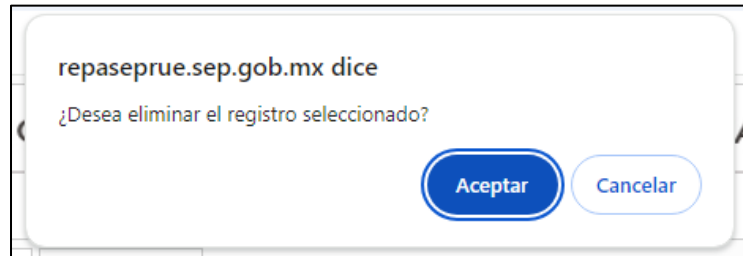 repaseprue.sep.gob.mx dice
¿Desea eliminar el registro seleccionado?
Aceptar Cancelar